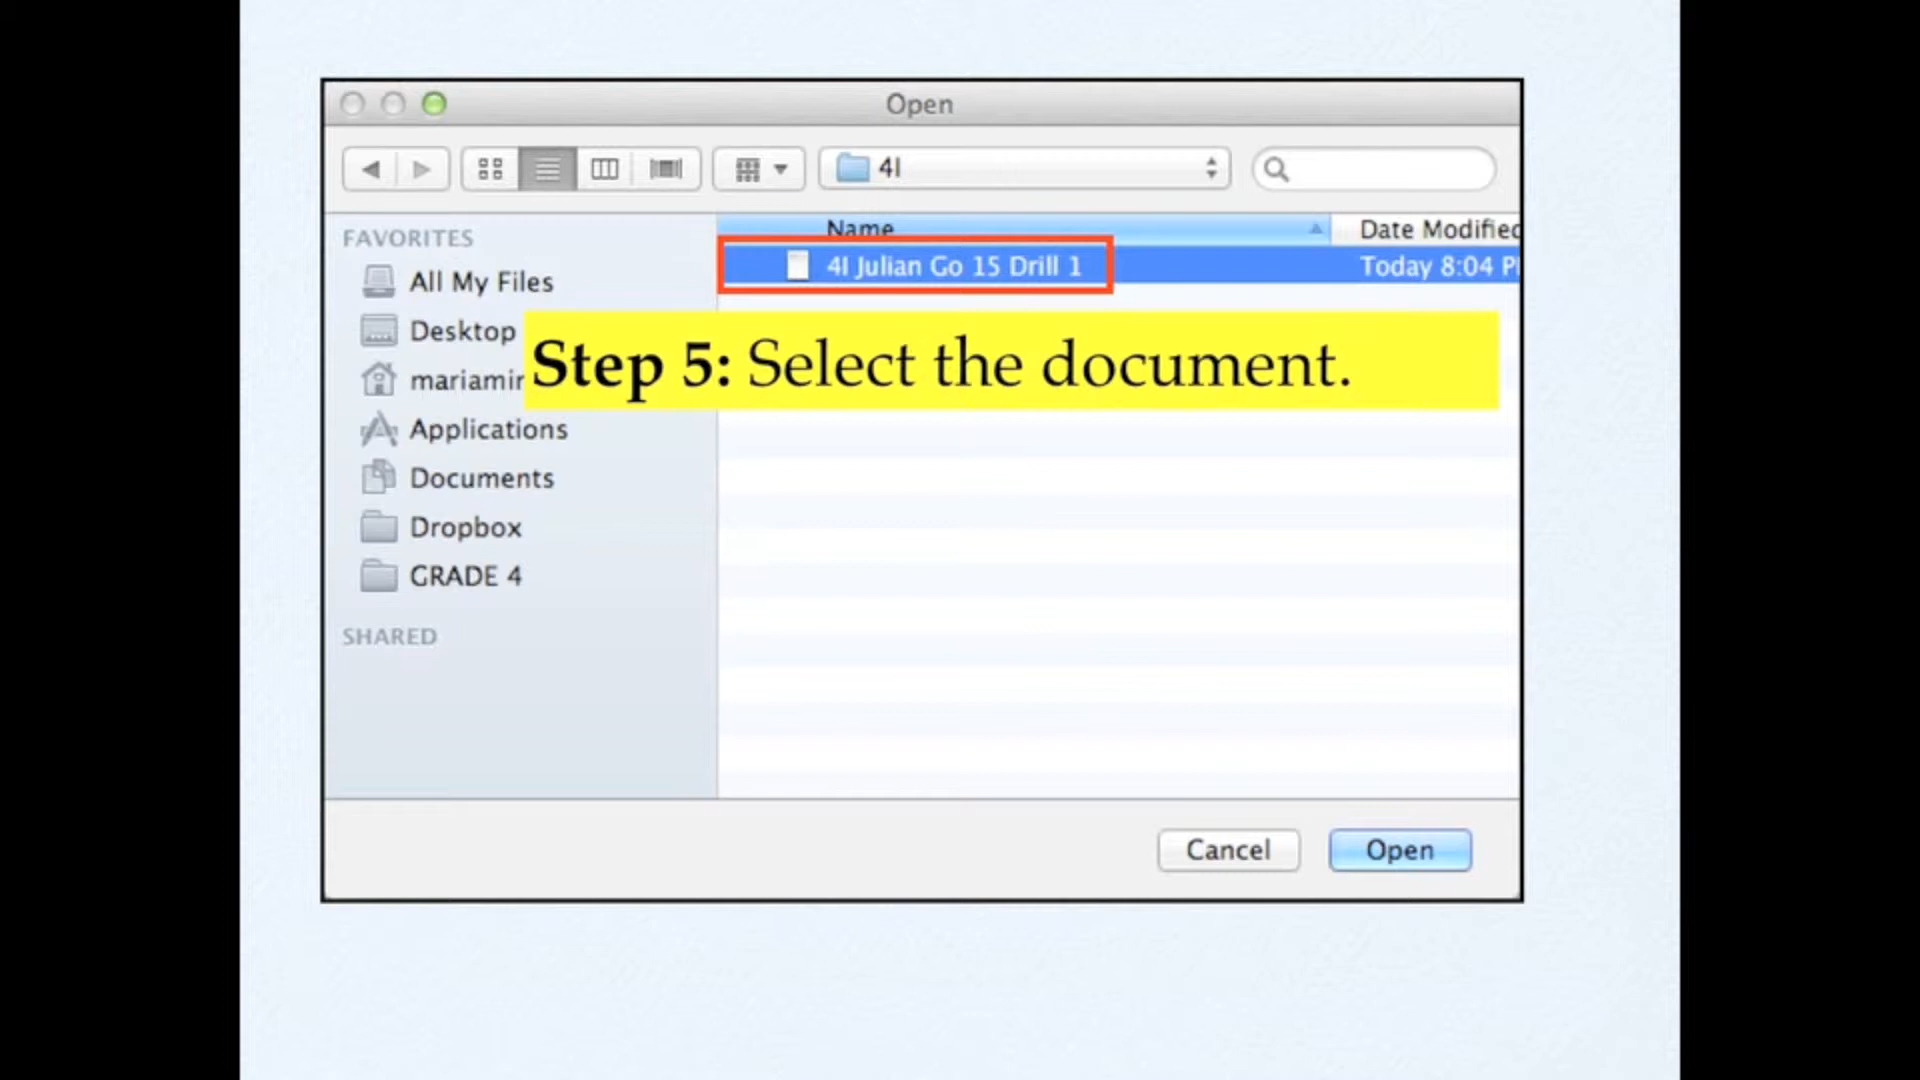 Open
4I
Name
Date Modified
FAVORITES
4I Julian Go 15 Drill 1
Today 8:04 P
All My Files
Desktop
Step 5: Select the document.
mariamir
Applications
Documents
Dropbox
GRADE 4
SHARED
Cancel
Open